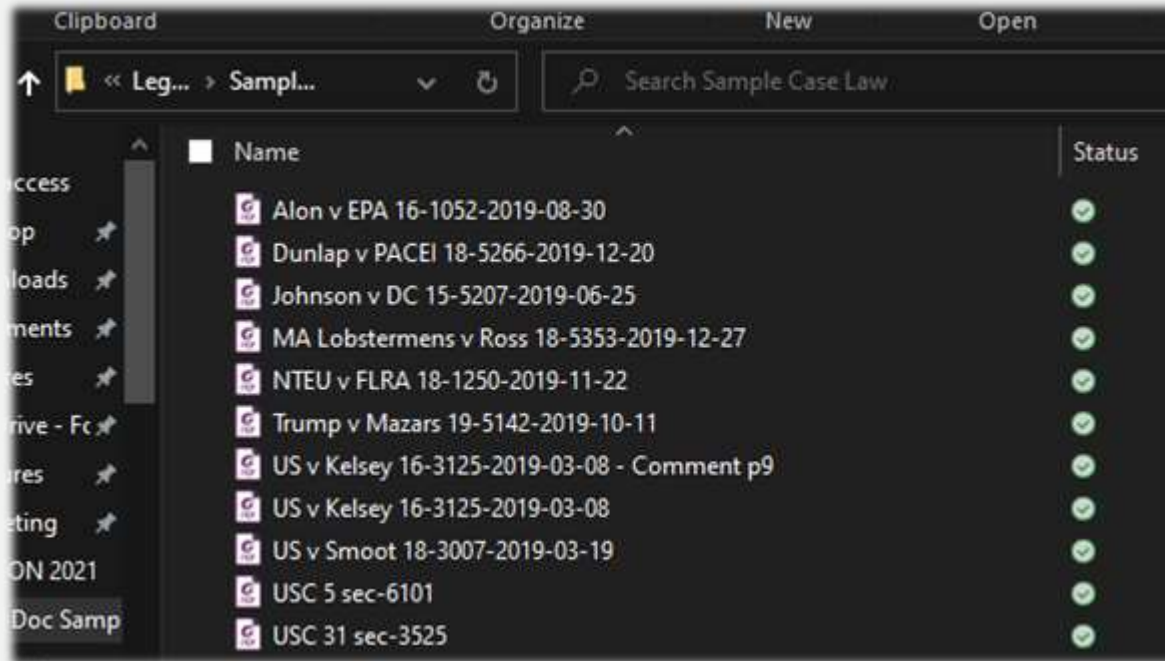 Clipboard Organize New Open
« Leg... > Sampl... Search Sample Case Law
Name Status
ccess
op
nloads
ments
es
rive - Fc
ures
eting
ON 2021
Doc Samp
Alon v EPA 16-1052-2019-08-30
Dunlap v PACEI 18-5266-2019-12-20
Johnson v DC 15-5207-2019-06-25
MA Lobstermens v Ross 18-5353-2019-12-27
NTEU v FLRA 18-1250-2019-11-22
Trump v Mazars 19-5142-2019-10-11
US v Kelsey 16-3125-2019-03-08 - Comment p9
US v Kelsey 16-3125-2019-03-08
US v Smoot 18-3007-2019-03-19
USC 5 sec-6101
USC 31 sec-3525